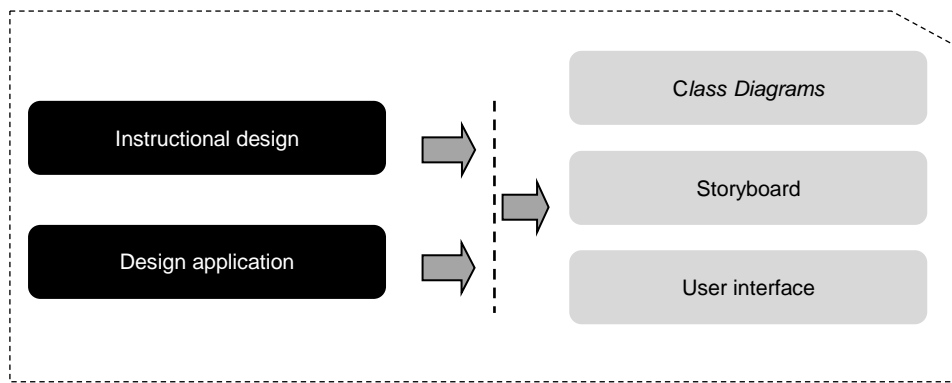 Instructional design
Design application
Class Diagrams
Storyboard
User interface